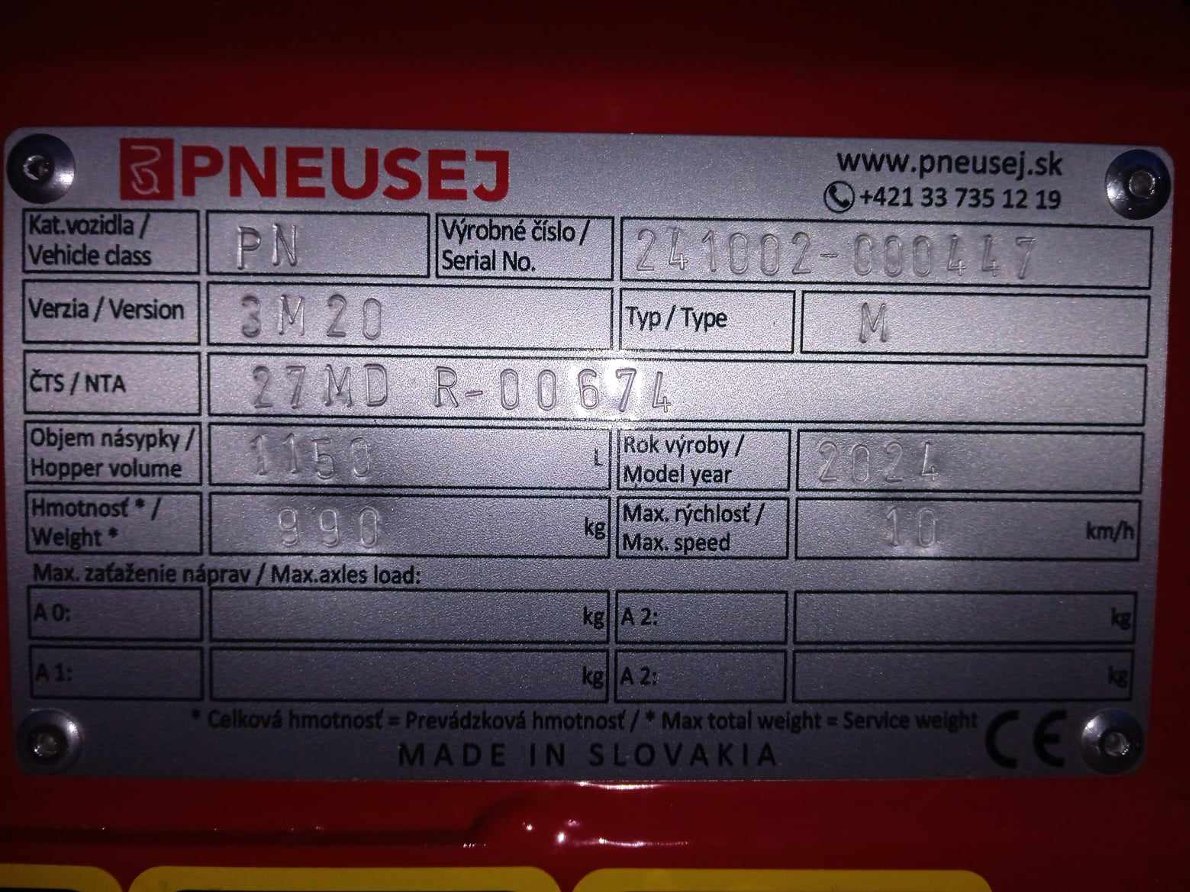 PNEUSEJ
www.pneusej.sk
+421 33 735 12 19
Kat.vozidla / Vehicle class PN Výrobné číslo / Serial No. 241002-000447
Verzia / Version 3M20 Typ / Type M
ČTS / NTA 27MD R-00674
Objem násypky / Hopper volume 1150 L Rok výroby / Model year 2024
Hmotnosť * / Weight * 990 kg Max. rýchlosť / Max. speed 10 km/h
Max. zaťaženie náprav / Max.axles load:
A 0: kg A 2: kg
A 1: kg A 2: kg
* Celková hmotnosť = Prevádzková hmotnosť / * Max total weight = Service weight
MADE IN SLOVAKIA CE